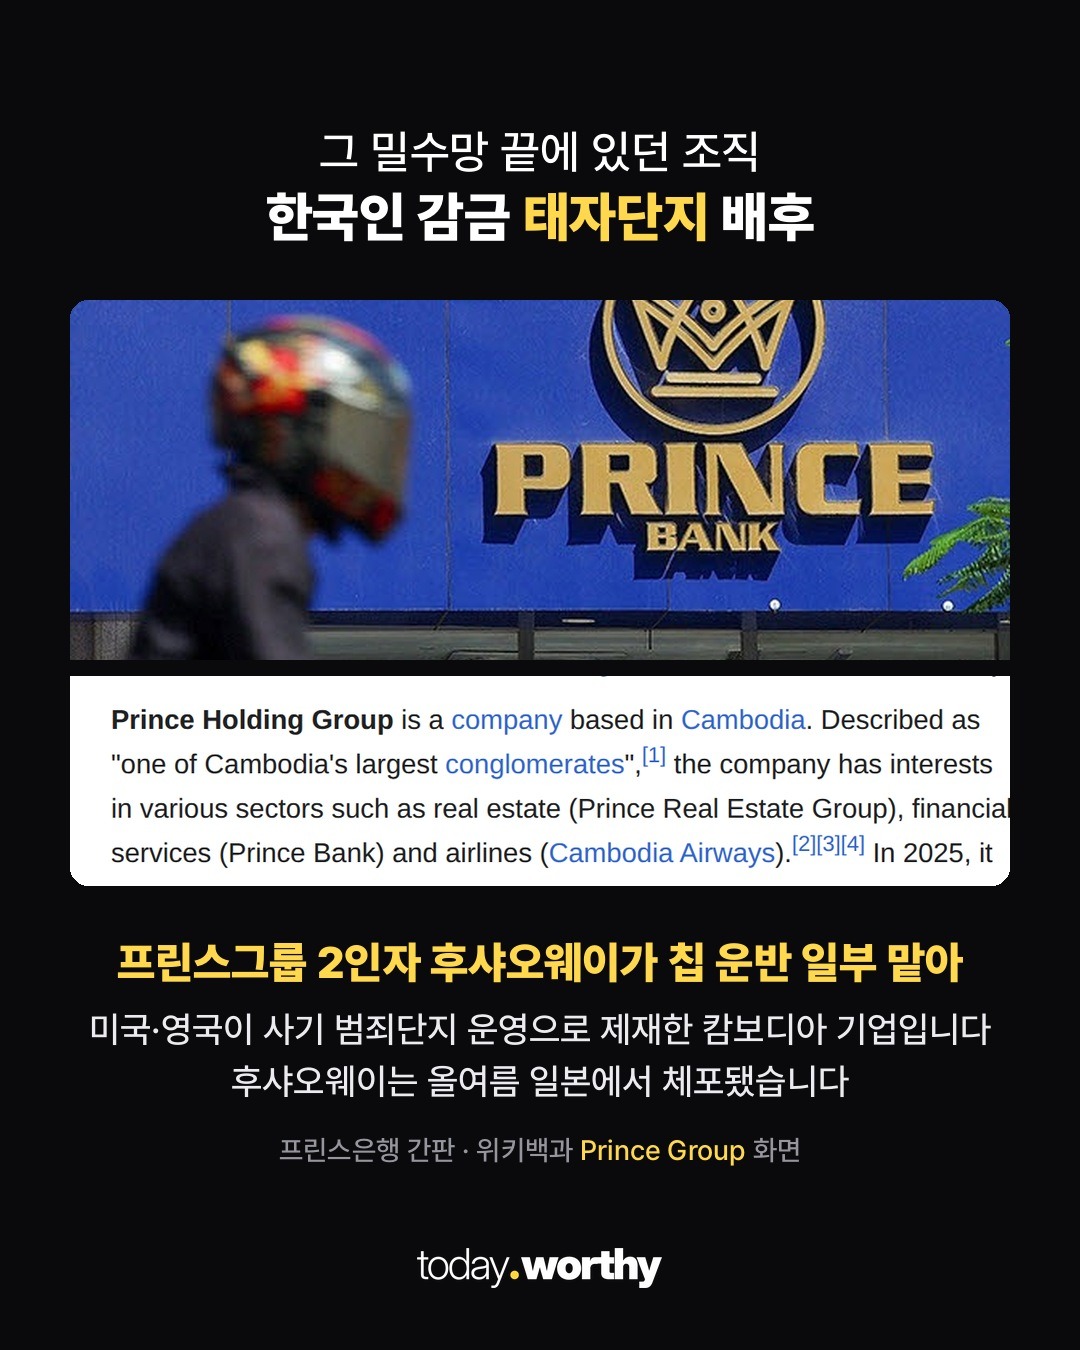 그 밀수망 끝에 있던 조직
한국인 감금 태자단지 배후
PRINCE
BANK
Prince Holding Group is a company based in Cambodia. Described as
"one of Cambodia's largest conglomerates",[1] the company has interests
in various sectors such as real estate (Prince Real Estate Group), financial
services (Prince Bank) and airlines (Cambodia Airways).[2][3][4] In 2025, it
프린스그룹 2인자 후샤오웨이가 칩 운반 일부 맡아
미국·영국이 사기 범죄단지 운영으로 제재한 캄보디아 기업입니다
후샤오웨이는 올여름 일본에서 체포됐습니다
프린스은행 간판 · 위키백과 Prince Group 화면
today.worthy